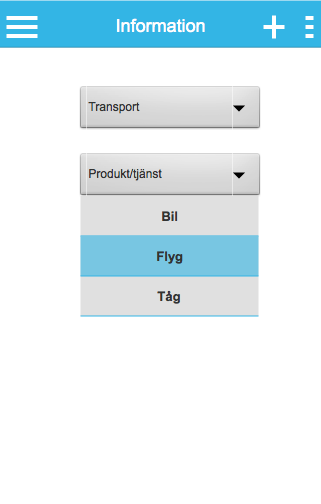 Information
Transport
Produkt/tjänst
Bil
Flyg
Tåg